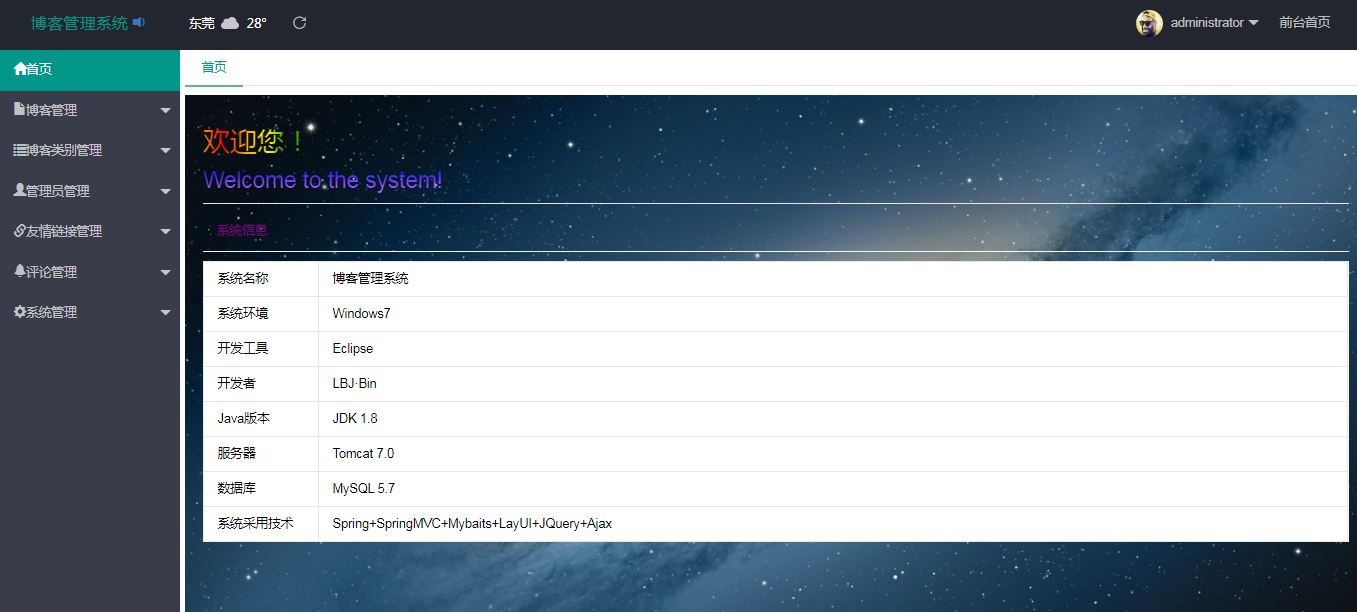 博客管理系统 东莞 28° administrator 前台首页
首页 首页
博客管理
博客类别管理
管理员管理
友情链接管理
评论管理
系统管理
欢迎您！
Welcome to the system!
系统信息
系统名称 博客管理系统
系统环境 Windows7
开发工具 Eclipse
开发者 LBJ·Bin
Java版本 JDK 1.8
服务器 Tomcat 7.0
数据库 MySQL 5.7
系统采用技术 Spring+SpringMVC+Mybaits+LayUI+JQuery+Ajax